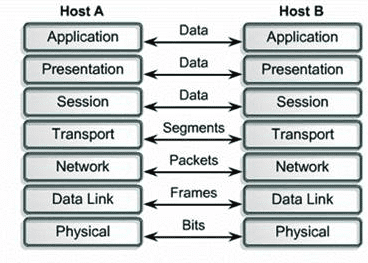 Host A Host B
Application Data Application
Presentation Data Presentation
Session Data Session
Transport Segments Transport
Network Packets Network
Data Link Frames Data Link
Physical Bits Physical